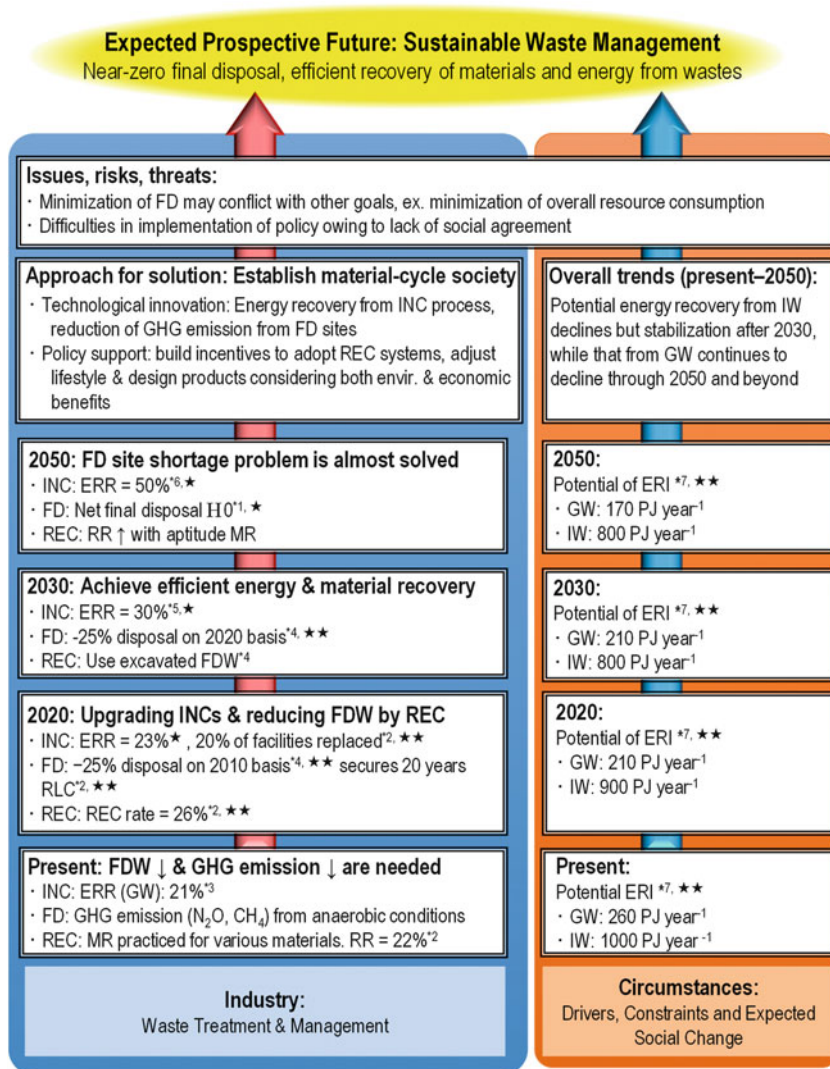 Expected Prospective Future: Sustainable Waste Management
Near-zero final disposal, efficient recovery of materials and energy from wastes
Issues, risks, threats:
· Minimization of FD may conflict with other goals, ex. minimization of overall resource consumption
· Difficulties in implementation of policy owing to lack of social agreement
Approach for solution: Establish material-cycle society
· Technological innovation: Energy recovery from INC process,
reduction of GHG emission from FD sites
· Policy support: build incentives to adopt REC systems, adjust
lifestyle & design products considering both envir. & economic
benefits
Overall trends (present–2050):
Potential energy recovery from IW
declines but stabilization after 2030,
while that from GW continues to
decline through 2050 and beyond
2050: FD site shortage problem is almost solved
· INC: ERR = 50%*6, ★
· FD: Net final disposal H0*1, ★
· REC: RR ↑ with aptitude MR
2050:
Potential of ERI *7, ★★
· GW: 170 PJ year-1
· IW: 800 PJ year-1
2030: Achieve efficient energy & material recovery
· INC: ERR = 30%*5, ★
· FD: -25% disposal on 2020 basis*4, ★★
· REC: Use excavated FDW*4
2030:
Potential of ERI *7, ★★
· GW: 210 PJ year-1
· IW: 800 PJ year-1
2020: Upgrading INCs & reducing FDW by REC
· INC: ERR = 23%★ , 20% of facilities replaced*2, ★★
· FD: −25% disposal on 2010 basis*4, ★★ secures 20 years
RLC*2, ★★
· REC: REC rate = 26%*2, ★★
2020:
Potential of ERI *7, ★★
· GW: 210 PJ year-1
· IW: 900 PJ year-1
Present: FDW ↓ & GHG emission ↓ are needed
· INC: ERR (GW): 21%*3
· FD: GHG emission (N2O, CH4) from anaerobic conditions
· REC: MR practiced for various materials. RR = 22%*2
Present:
Potential ERI *7, ★★
· GW: 260 PJ year-1
· IW: 1000 PJ year -1
Industry:
Waste Treatment & Management
Circumstances:
Drivers, Constraints and Expected
Social Change